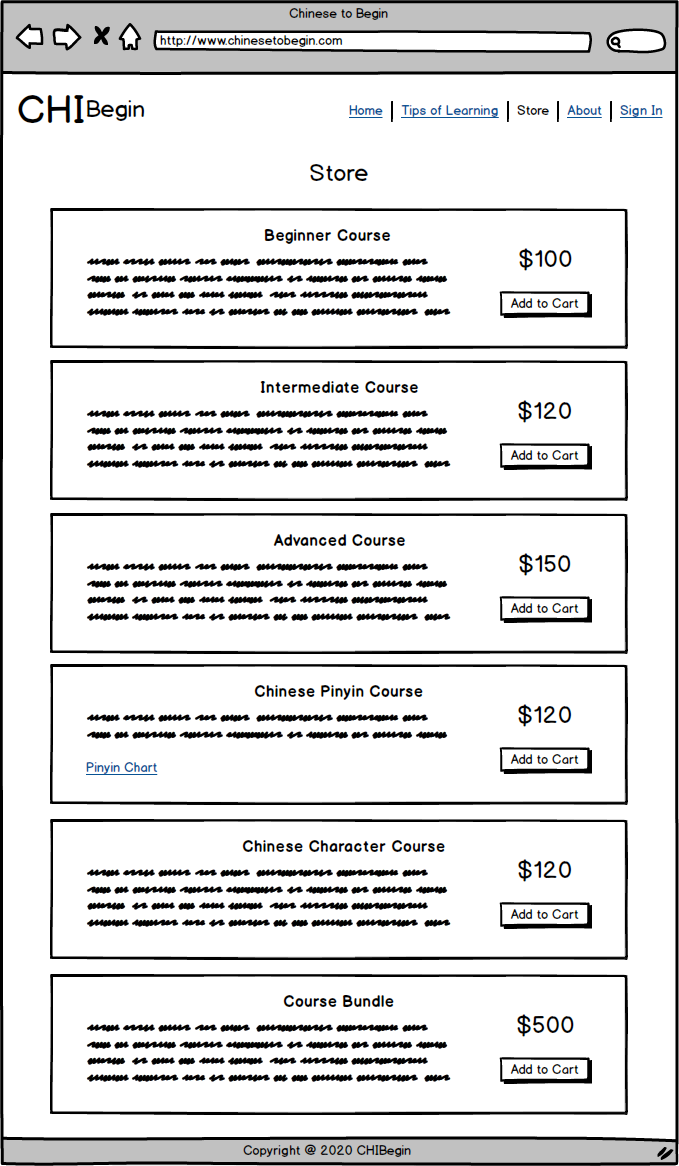 Chinese to Begin
http://www.chinesetobegin.com
CHIBegin
Home | Tips of Learning | Store | About | Sign In
Store
Beginner Course
$100
Add to Cart
Intermediate Course
$120
Add to Cart
Advanced Course
$150
Add to Cart
Chinese Pinyin Course
$120
Pinyin Chart
Add to Cart
Chinese Character Course
$120
Add to Cart
Course Bundle
$500
Add to Cart
Copyright @ 2020 CHIBegin